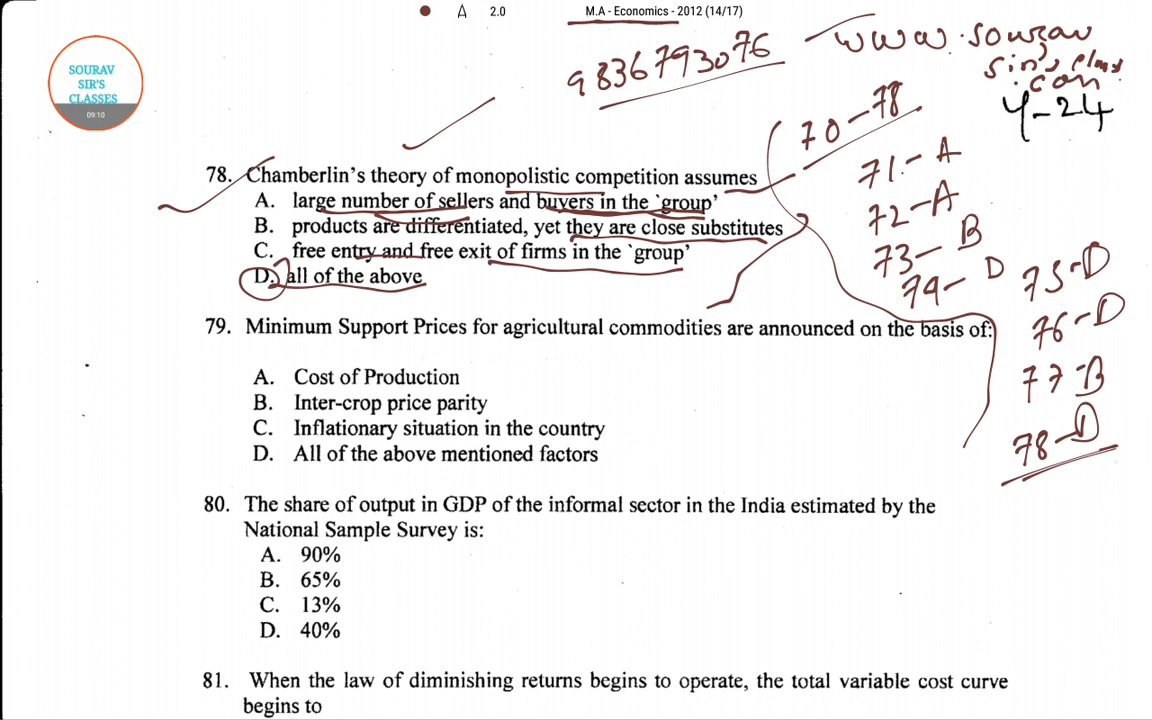 A 2.0 M.A - Economics - 2012 (14/17)
SOURAV
SIR'S
CLASSES
09:10
9836793076
www.sourav
sir's class
.com
Y-24
70-78
71-A
72-A
73-B
74-D
75-D
76-D
77-B
78-D
78. Chamberlin's theory of monopolistic competition assumes
A. large number of sellers and buyers in the `group'
B. products are differentiated, yet they are close substitutes
C. free entry and free exit of firms in the `group'
D. all of the above
79. Minimum Support Prices for agricultural commodities are announced on the basis of:
A. Cost of Production
B. Inter-crop price parity
C. Inflationary situation in the country
D. All of the above mentioned factors
80. The share of output in GDP of the informal sector in the India estimated by the
National Sample Survey is:
A. 90%
B. 65%
C. 13%
D. 40%
81. When the law of diminishing returns begins to operate, the total variable cost curve
begins to